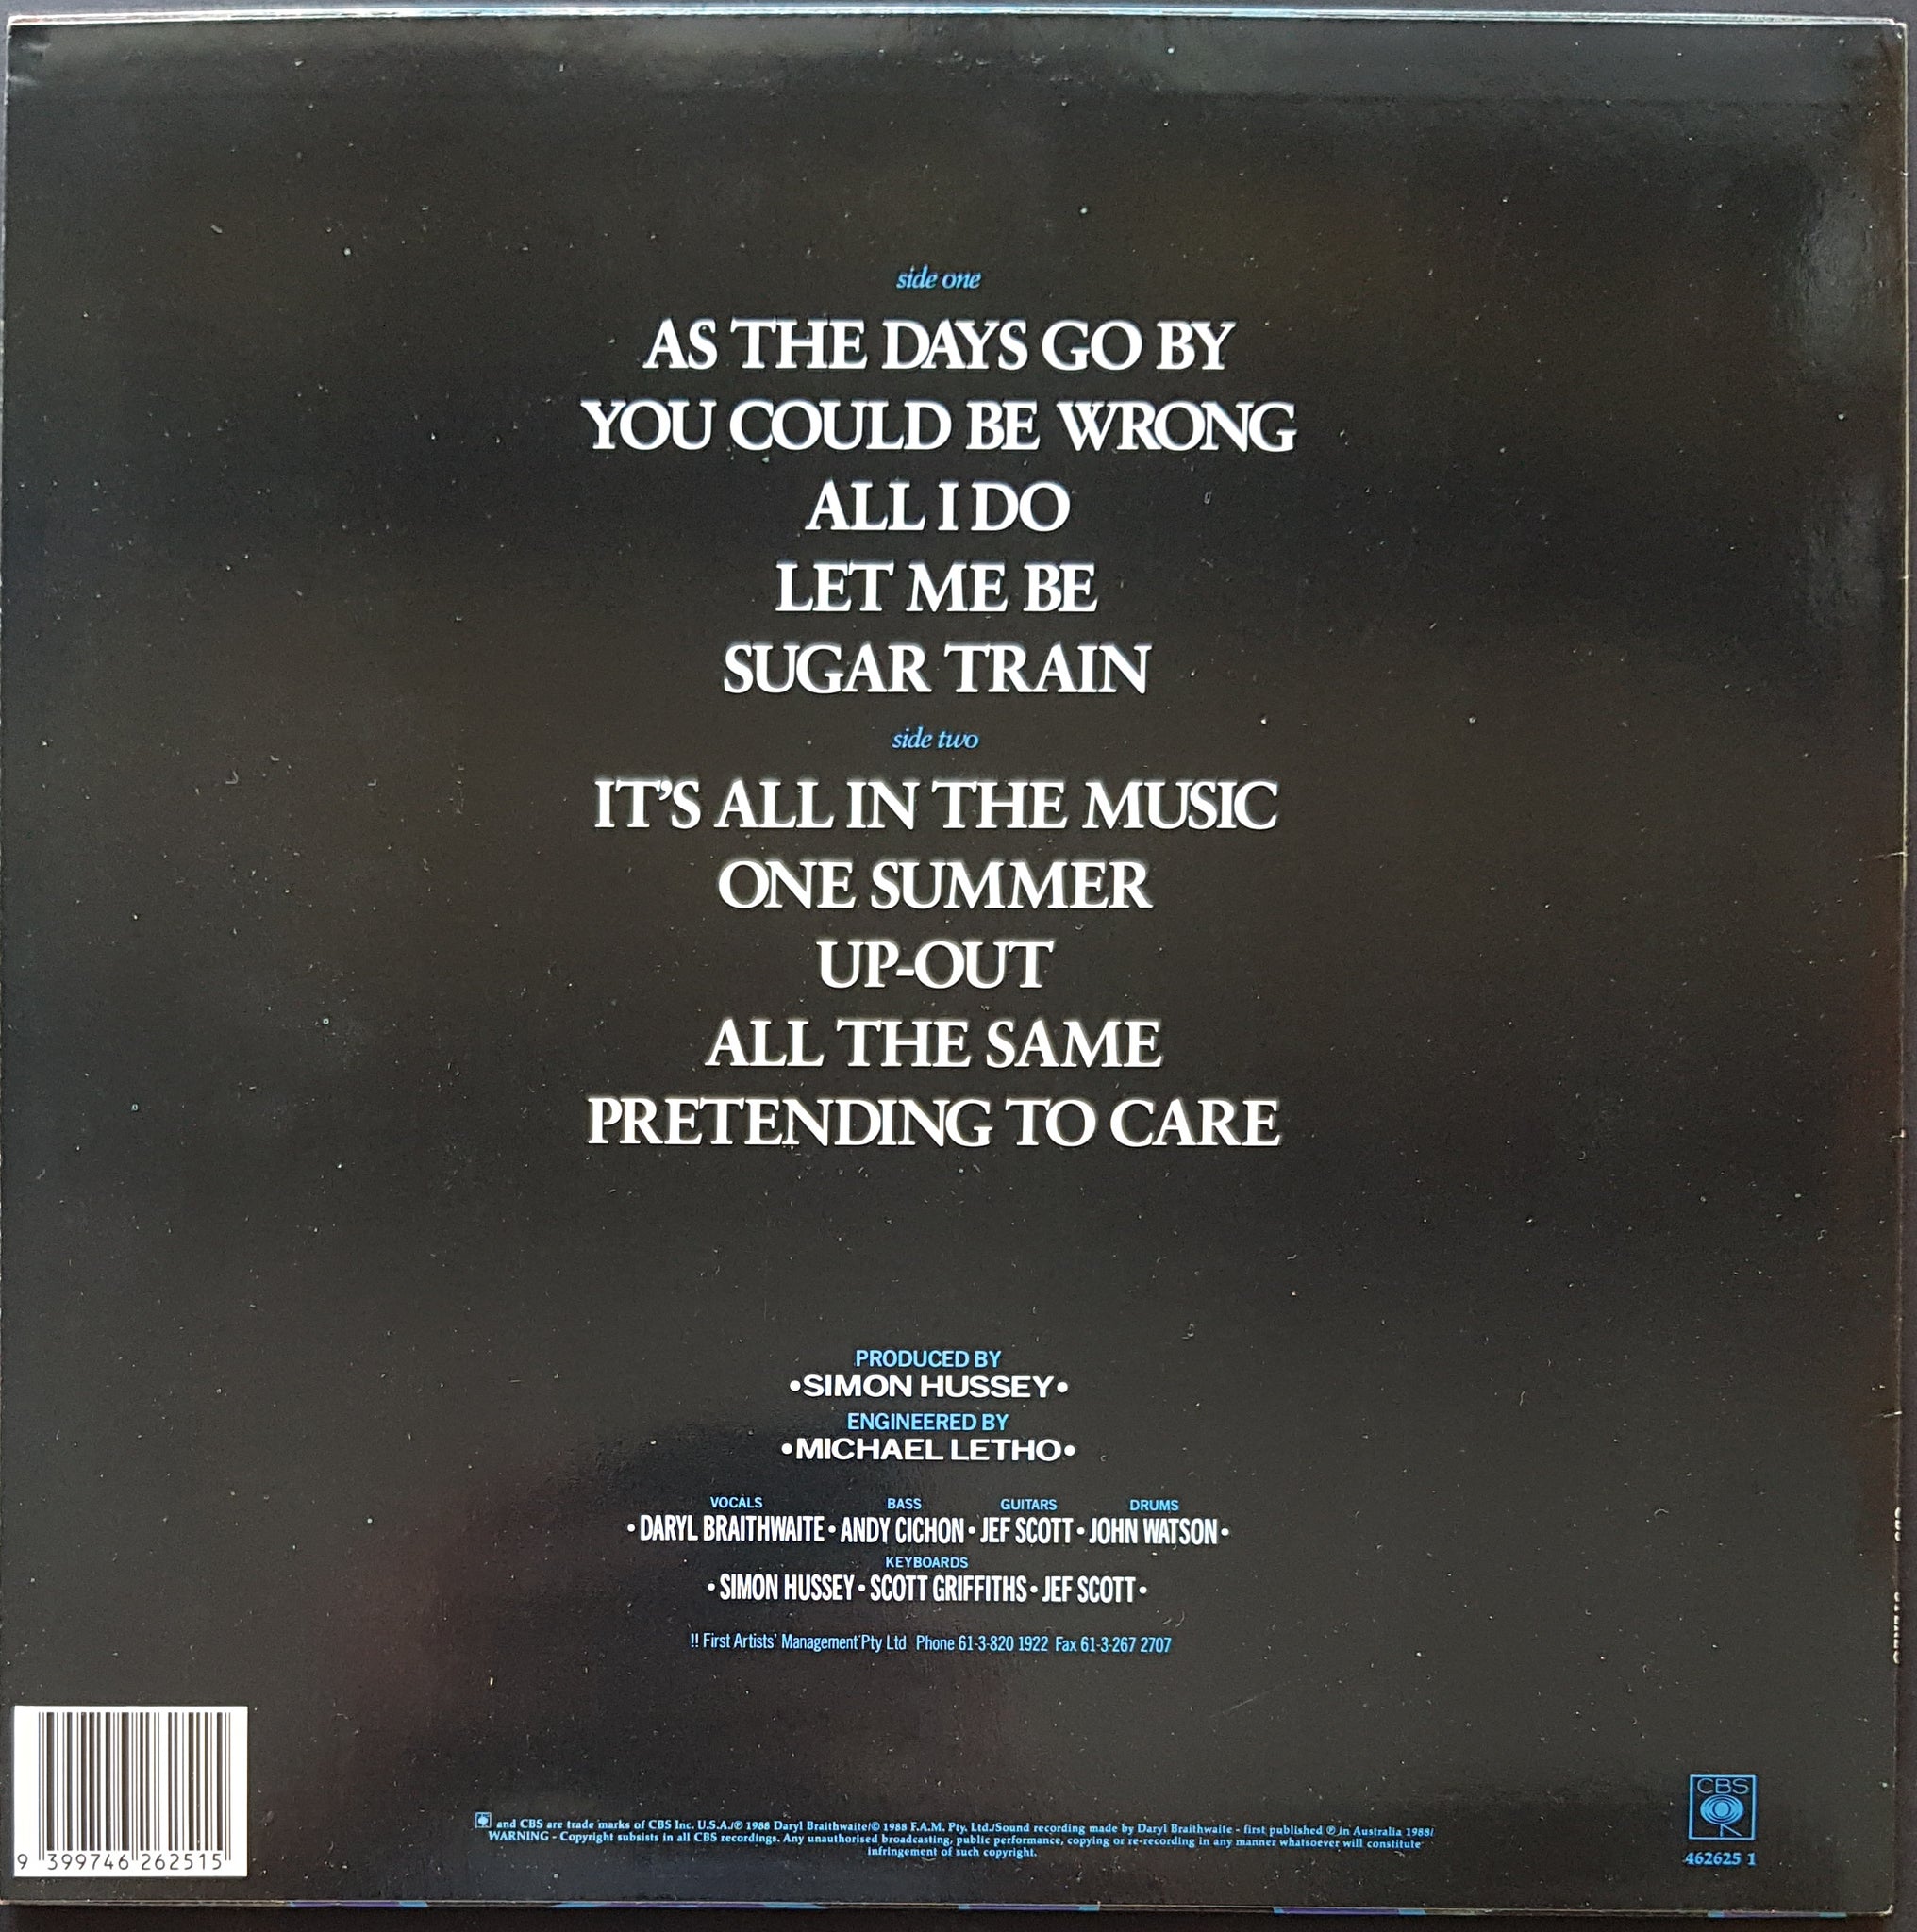 side one
AS THE DAYS GO BY
YOU COULD BE WRONG
ALL I DO
LET ME BE
SUGAR TRAIN
side two
IT'S ALL IN THE MUSIC
ONE SUMMER
UP-OUT
ALL THE SAME
PRETENDING TO CARE
PRODUCED BY
•SIMON HUSSEY•
ENGINEERED BY
•MICHAEL LETHO•
VOCALS BASS GUITARS DRUMS
• DARYL BRAITHWAITE • ANDY CICHON • JEF SCOTT • JOHN WATSON •
KEYBOARDS
• SIMON HUSSEY • SCOTT GRIFFITHS • JEF SCOTT •
!! First Artists' Management Pty Ltd Phone 61-3-820 1922 Fax 61-3-267 2707
and CBS are trade marks of CBS Inc. U.S.A./℗ 1988 Daryl Braithwaite/© 1988 F.A.M. Pty. Ltd./Sound recording made by Daryl Braithwaite - first published ℗ in Australia 1988/
WARNING - Copyright subsists in all CBS recordings. Any unauthorised broadcasting, public performance, copying or re-recording in any manner whatsoever will constitute
infringement of such copyright.
9 399746 262515
CBS
462625 1